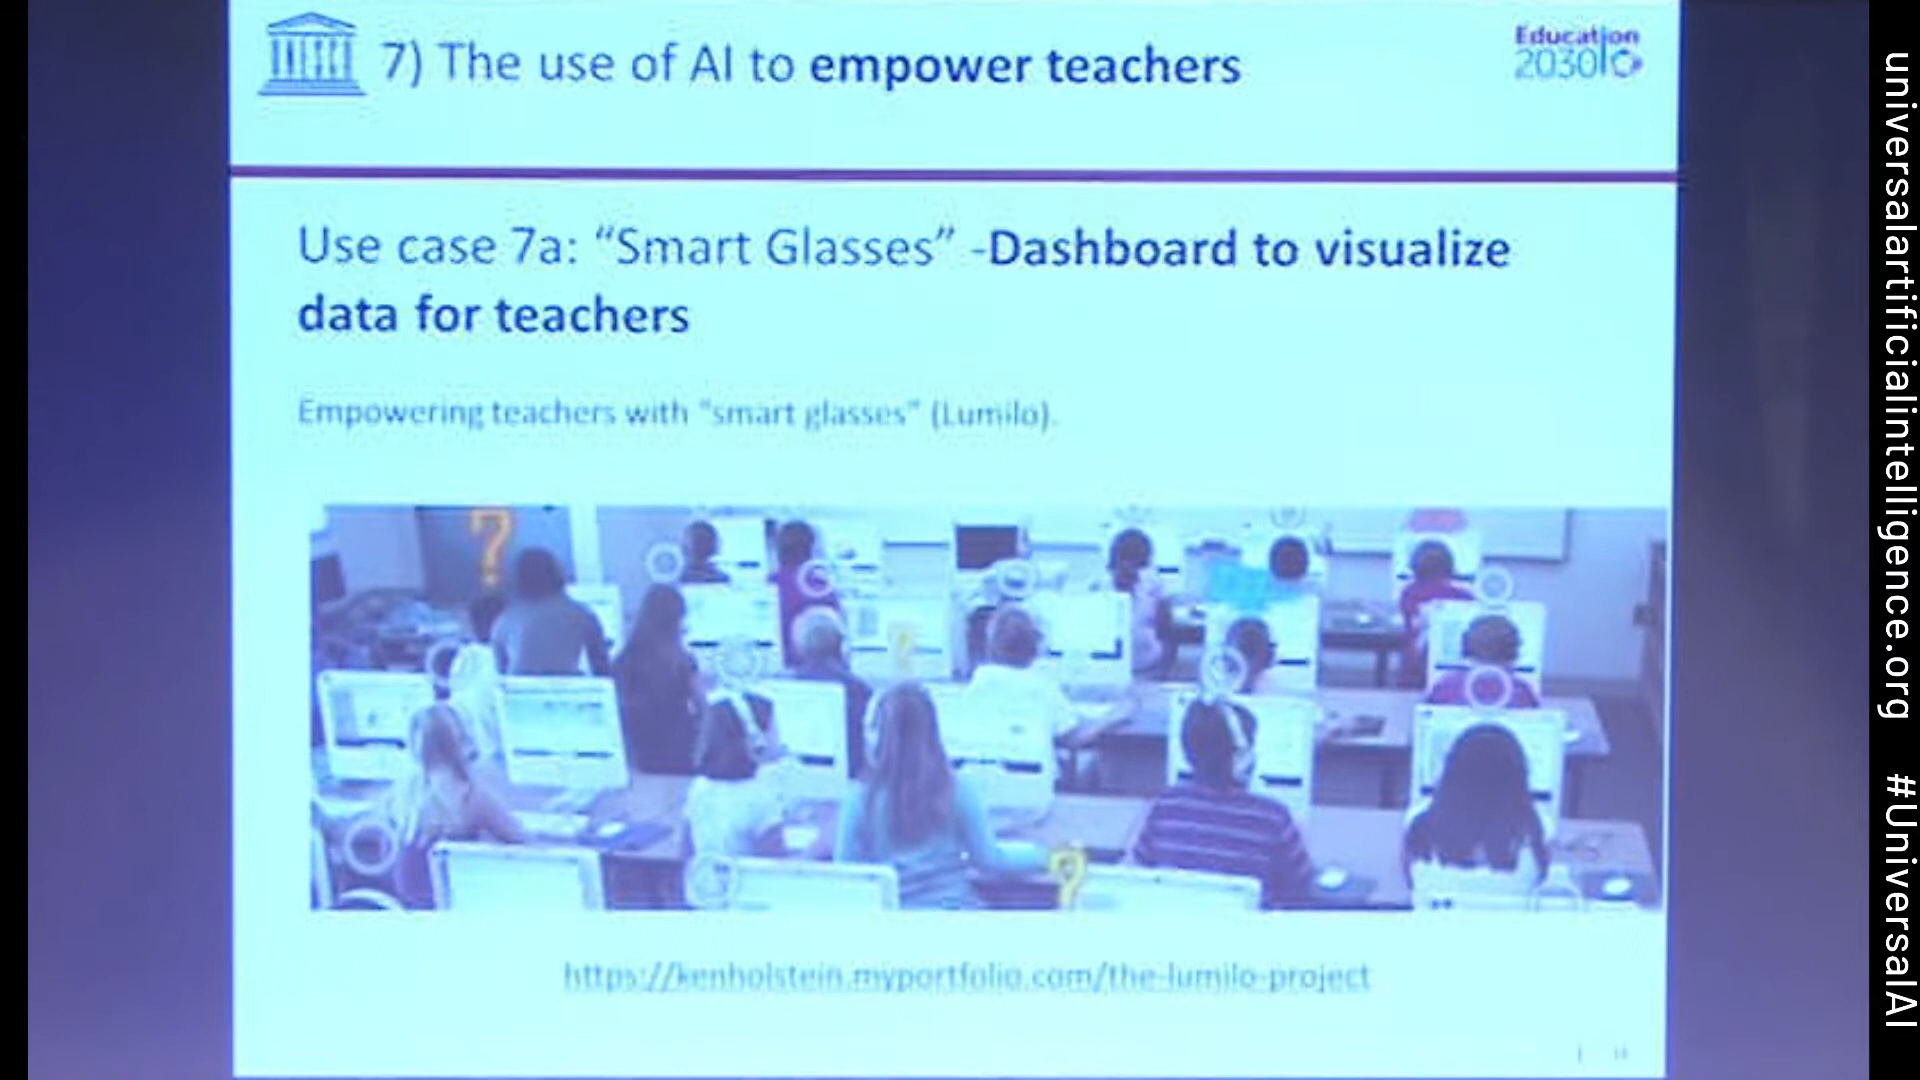 UNESCO
7) The use of AI to empower teachers
Education
2030
Use case 7a: “Smart Glasses” -Dashboard to visualize
data for teachers
Empowering teachers with “smart glasses” (Lumilo).
?
?
?
https://kenholstein.myportfolio.com/the-lumilo-project
universalartificialintelligence.org #UniversalAI